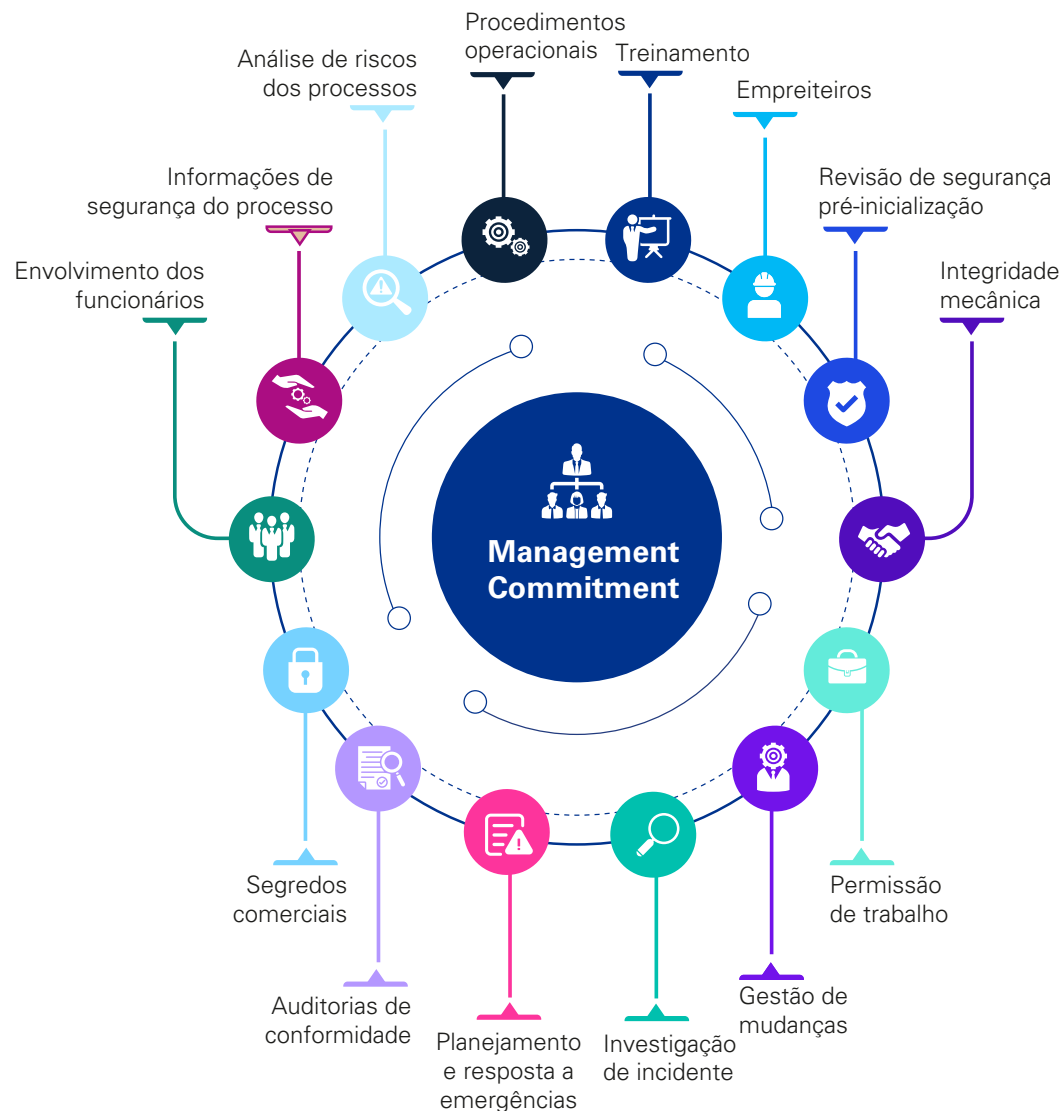 Procedimentos
operacionais
Treinamento
Análise de riscos
dos processos
Empreiteiros
Informações de
segurança do processo
Revisão de segurança
pré-inicialização
Envolvimento dos
funcionários
Integridade
mecânica
Management
Commitment
Segredos
comerciais
Permissão
de trabalho
Auditorias de
conformidade
Gestão de
mudanças
Planejamento
e resposta a
emergências
Investigação
de incidente